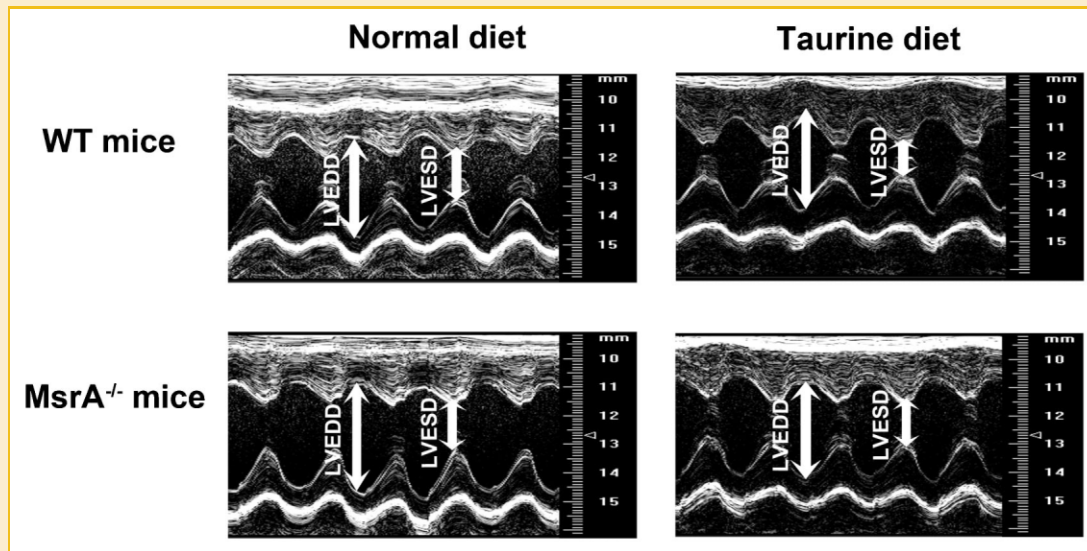 Normal diet
Taurine diet
WT mice
LVEDD
LVESD
mm
10
11
12
13
14
15
LVEDD
LVESD
mm
10
11
12
13
14
15
MsrA-/- mice
LVEDD
LVESD
mm
10
11
12
13
14
15
LVEDD
LVESD
mm
10
11
12
13
14
15